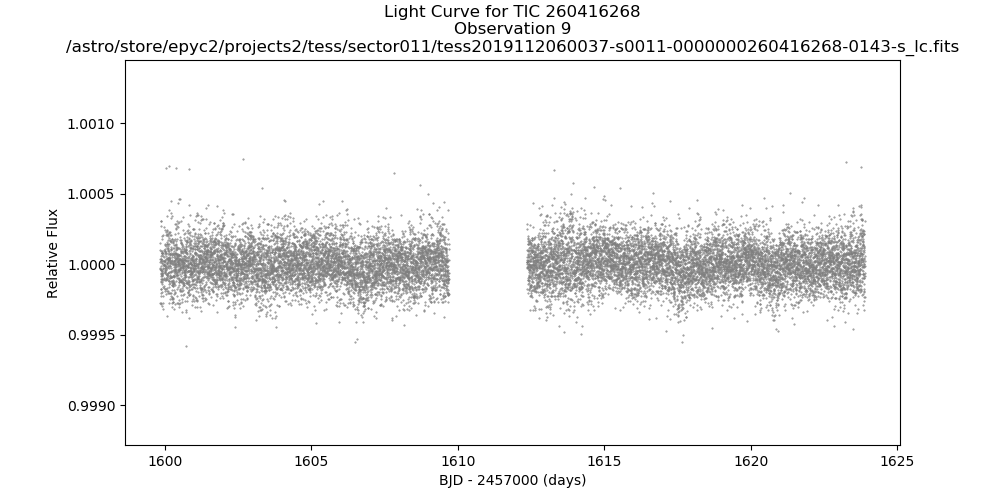 Light Curve for TIC 260416268
Observation 9
/astro/store/epyc2/projects2/tess/sector011/tess2019112060037-s0011-0000000260416268-0143-s_lc.fits
1.0010
1.0005
1.0000
0.9995
0.9990
Relative Flux
1600 1605 1610 1615 1620 1625
BJD - 2457000 (days)